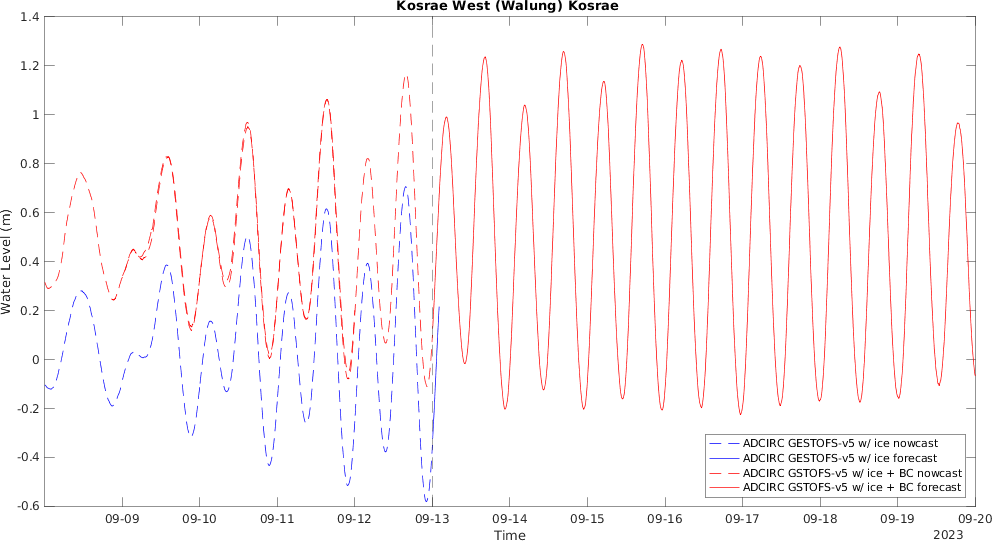 Kosrae West (Walung) Kosrae
1.4
1.2
1
0.8
0.6
0.4
0.2
0
-0.2
-0.4
-0.6
Water Level (m)
ADCIRC GESTOFS-v5 w/ ice nowcast
ADCIRC GESTOFS-v5 w/ ice forecast
ADCIRC GSTOFS-v5 w/ ice + BC nowcast
ADCIRC GSTOFS-v5 w/ ice + BC forecast
09-09 09-10 09-11 09-12 09-13 09-14 09-15 09-16 09-17 09-18 09-19 09-20
Time
2023